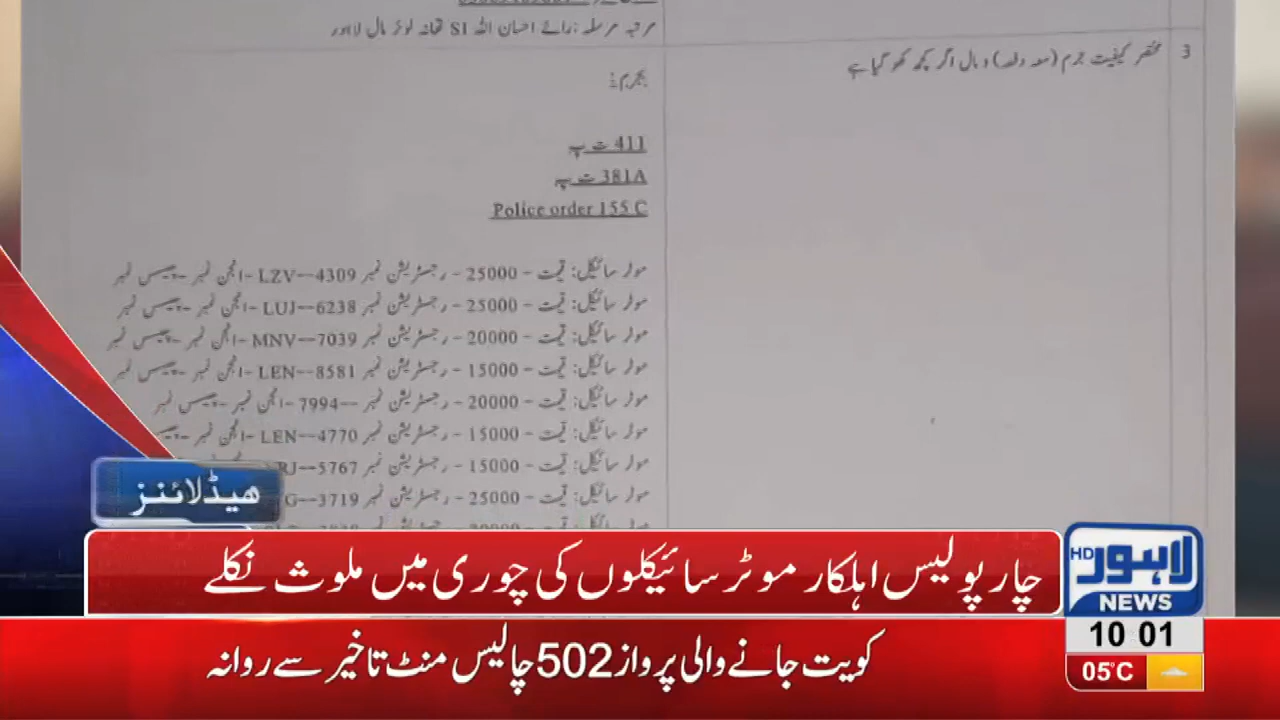 مرتبہ مرسلہ :رائے احسان اللہ SI تھانہ لوئر مال لاہور
3
مختصر کیفیت جرم (معہ دفعہ) و مال اگر کچھ کھو گیا ہے
بجرم:
411 ت پ
381A ت پ
Police order 155 C
موٹر سائیکل: قیمت - 25000 - رجسٹریشن نمبر LZV--4309 -انجن نمبر --چیسس نمبر
موٹر سائیکل: قیمت - 25000 - رجسٹریشن نمبر LUJ--6238 -انجن نمبر --چیسس نمبر
موٹر سائیکل: قیمت - 20000 - رجسٹریشن نمبر MNV--7039 -انجن نمبر --چیسس نمبر
موٹر سائیکل: قیمت - 15000 - رجسٹریشن نمبر LEN--8581 -انجن نمبر --چیسس نمبر
موٹر سائیکل: قیمت - 20000 - رجسٹریشن نمبر --7994 -انجن نمبر --چیسس نمبر
موٹر سائیکل: قیمت - 15000 - رجسٹریشن نمبر LEN--4770 -انجن نمبر --چیسس
موٹر سائیکل: قیمت - 15000 - رجسٹریشن نمبر RJ--5767
موٹر سائیکل: قیمت - 25000 - رجسٹریشن نمبر G--3719
ہیڈلائنز
چار پولیس اہلکار موٹر سائیکلوں کی چوری میں ملوث نکلے
لاہور HD
NEWS
10 01
05°C
کویت جانے والی پرواز 502 چالیس منٹ تاخیر سے روانہ